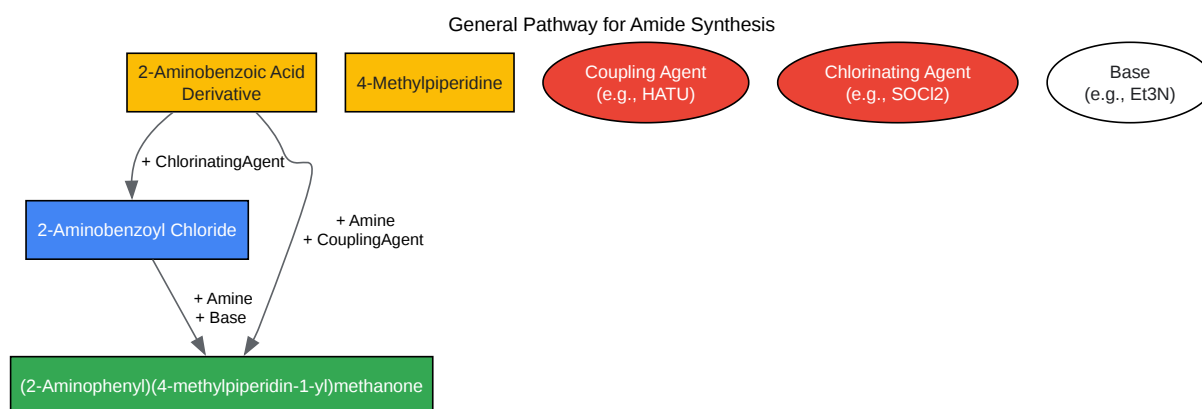 General Pathway for Amide Synthesis
2-Aminobenzoic Acid
Derivative
4-Methylpiperidine
Coupling Agent
(e.g., HATU)
Chlorinating Agent
(e.g., SOCl2)
Base
(e.g., Et3N)
+ ChlorinatingAgent
2-Aminobenzoyl Chloride
+ Amine
+ CouplingAgent
+ Amine
+ Base
(2-Aminophenyl)(4-methylpiperidin-1-yl)methanone